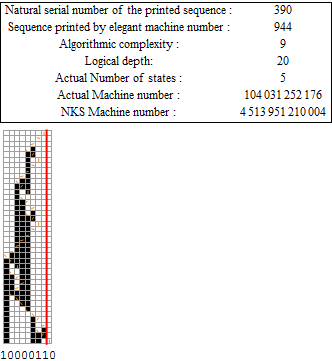 Natural serial number of the printed sequence : 390
Sequence printed by elegant machine number : 944
Algorithmic complexity : 9
Logical depth: 20
Actual Number of states : 5
Actual Machine number : 104 031 252 176
NKS Machine number : 4 513 951 210 004
10000110